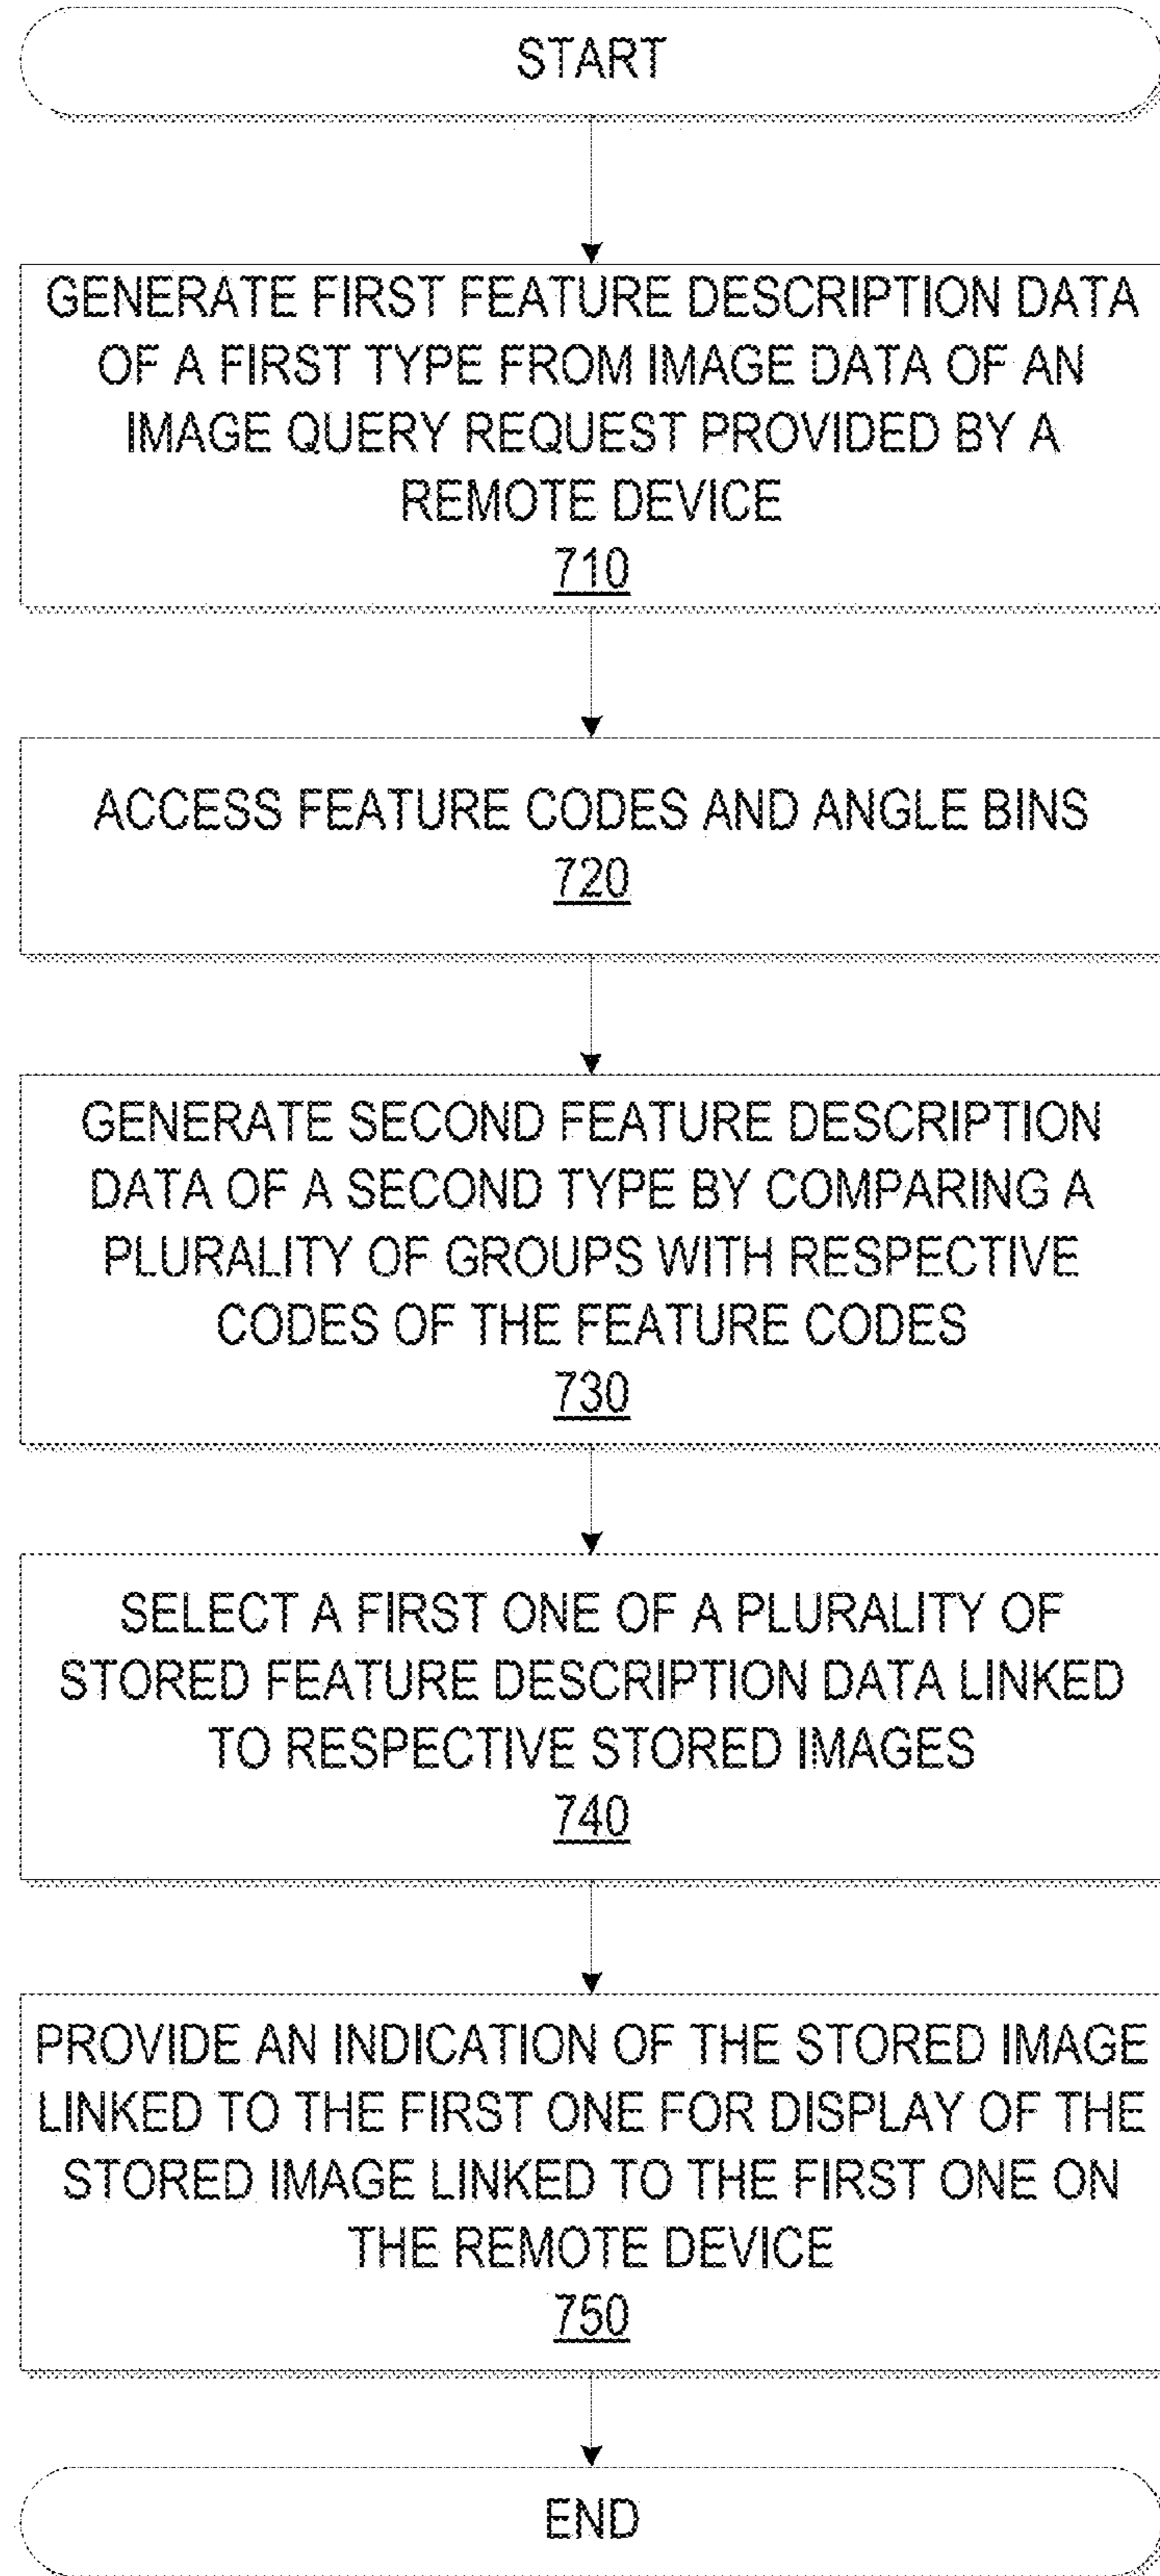 START
GENERATE FIRST FEATURE DESCRIPTION DATA
OF A FIRST TYPE FROM IMAGE DATA OF AN
IMAGE QUERY REQUEST PROVIDED BY A
REMOTE DEVICE
710
ACCESS FEATURE CODES AND ANGLE BINS
720
GENERATE SECOND FEATURE DESCRIPTION
DATA OF A SECOND TYPE BY COMPARING A
PLURALITY OF GROUPS WITH RESPECTIVE
CODES OF THE FEATURE CODES
730
SELECT A FIRST ONE OF A PLURALITY OF
STORED FEATURE DESCRIPTION DATA LINKED
TO RESPECTIVE STORED IMAGES
740
PROVIDE AN INDICATION OF THE STORED IMAGE
LINKED TO THE FIRST ONE FOR DISPLAY OF THE
STORED IMAGE LINKED TO THE FIRST ONE ON
THE REMOTE DEVICE
750
END